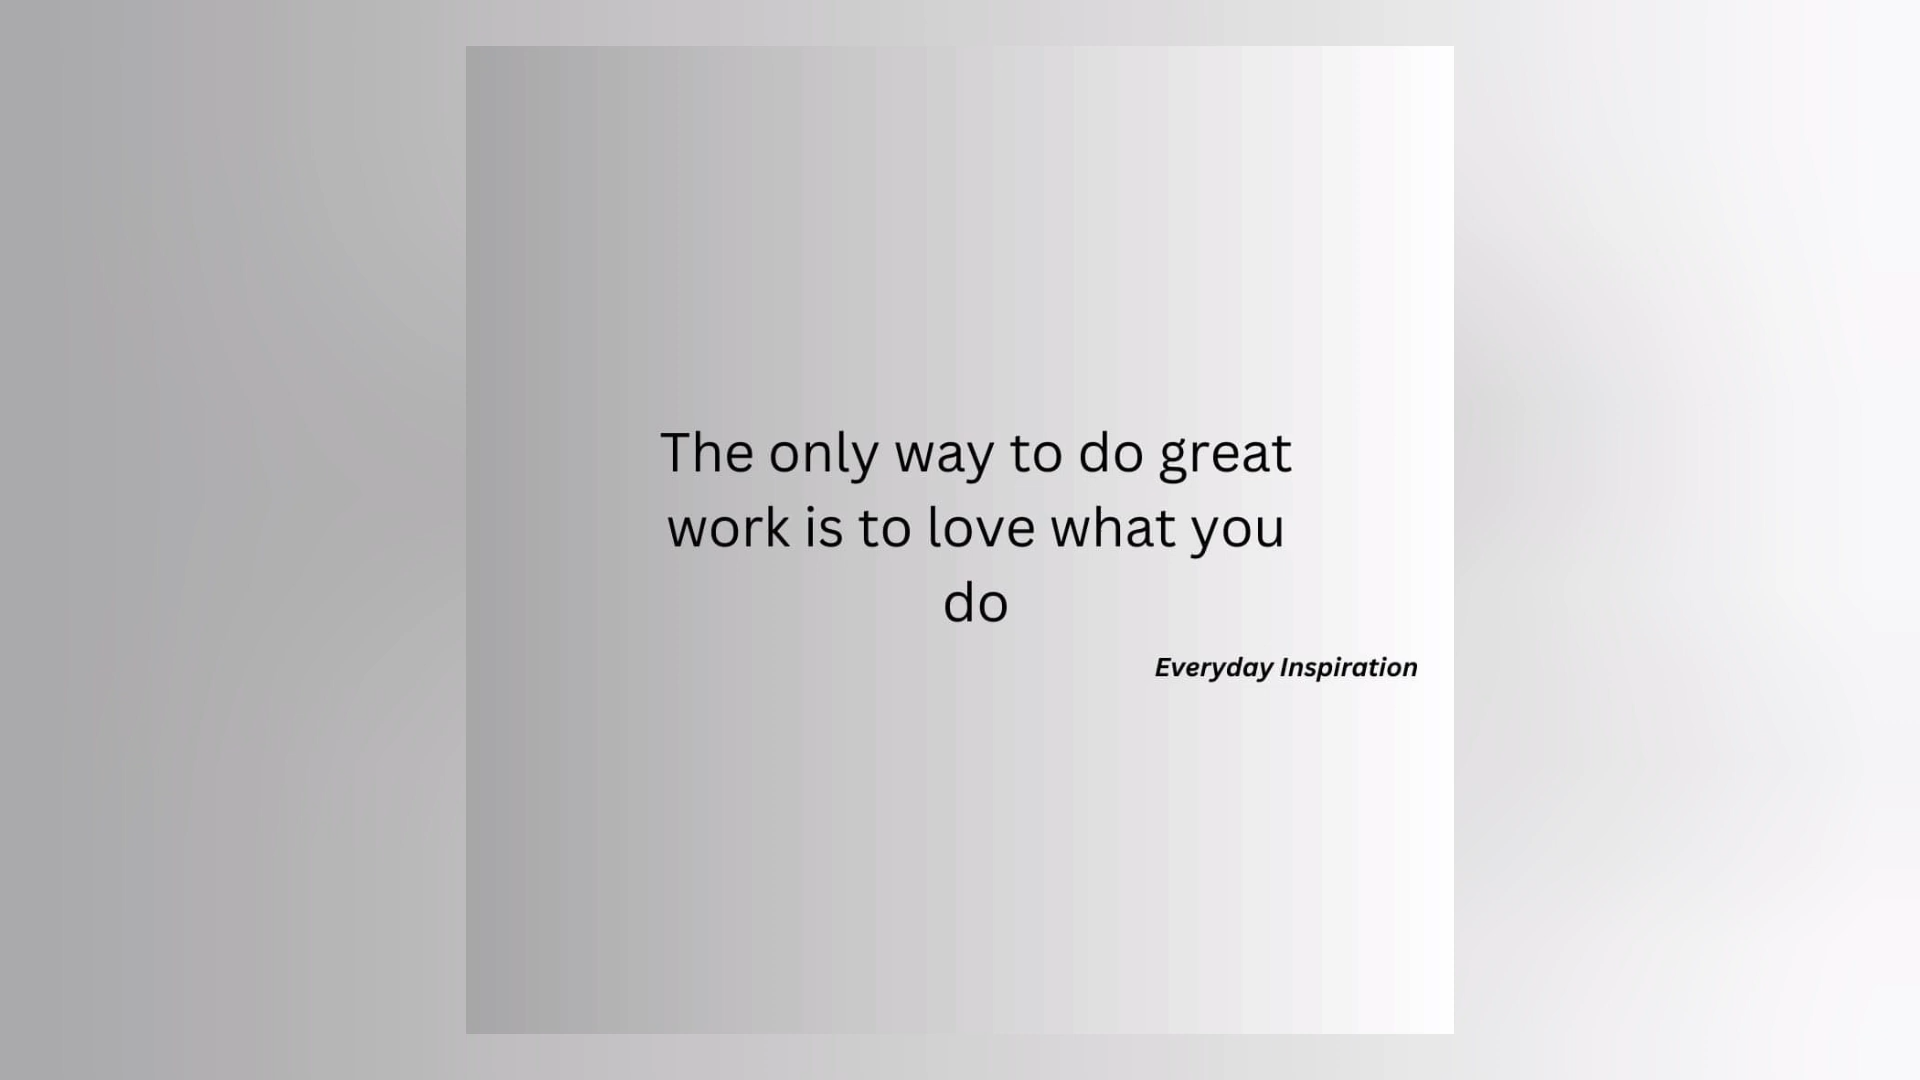 The only way to do great
work is to love what you
do
Everyday Inspiration